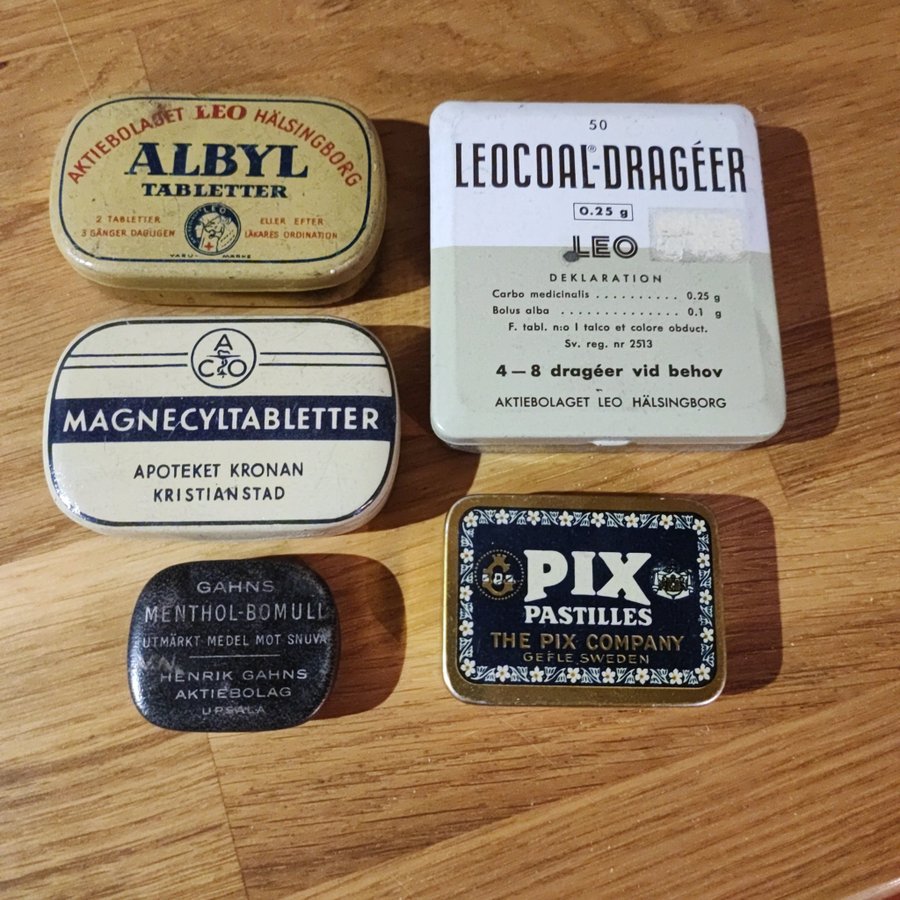 AKTIEBOLAGET LEO HÄLSINGBORG
ALBYL
TABLETTER
2 TABLETTER
3 GÅNGER DAGLIGEN
LEO
ELLER EFTER
LÄKARES ORDINATION
VARU-MÄRKE
50
LEOCOAL®-DRAGÉER
0.25 g
LEO
DEKLARATION
Carbo medicinalis .......... 0.25 g
Bolus alba .............. 0.1 g
F. tabl. n:o I talco et colore obduct.
Sv. reg. nr 2513
4—8 dragéer vid behov
AKTIEBOLAGET LEO HÄLSINGBORG
A
C O
MAGNECYLTABLETTER
APOTEKET KRONAN
KRISTIANSTAD
GAHNS
MENTHOL-BOMULL
UTMÄRKT MEDEL MOT SNUVA
HENRIK GAHNS
AKTIEBOLAG
UPSALA
PIX
PASTILLES
THE PIX COMPANY
GEFLE SWEDEN